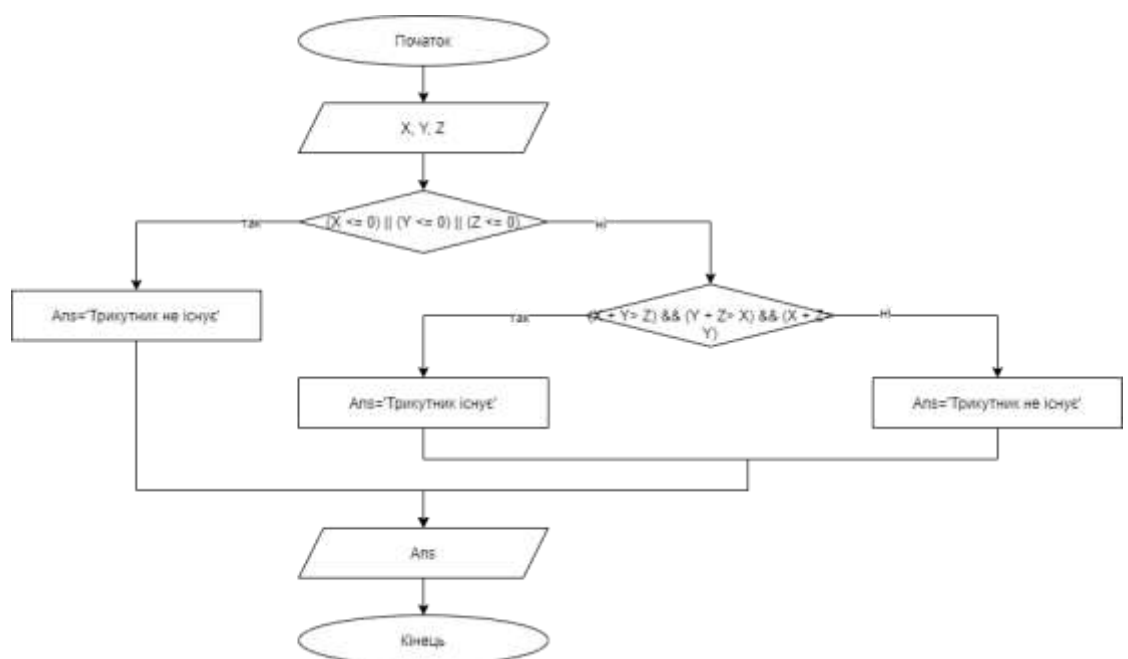 Початок
X, Y, Z
(X <= 0) || (Y <= 0) || (Z <= 0)
так
ні
Ans='Трикутник не існує'
(X + Y> Z) && (Y + Z> X) && (X + Z
Y)
так
ні
Ans='Трикутник існує'
Ans='Трикутник не існує'
Ans
Кінець